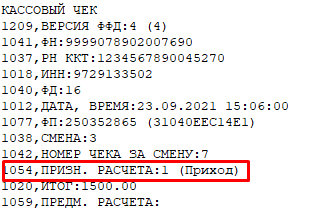 КАССОВЫЙ ЧЕК
1209,ВЕРСИЯ ФФД:4 (4)
1041,ФН:9999078902007690
1037,РН ККТ:1234567890045270
1018,ИНН:9729133502
1040,ФД:16
1012,ДАТА, ВРЕМЯ:23.09.2021 15:06:00
1077,ФП:250352865 (31040EEC14E1)
1038,СМЕНА:3
1042,НОМЕР ЧЕКА ЗА СМЕНУ:7
1054,ПРИЗН. РАСЧЕТА:1 (Приход)
1020,ИТОГ:1500.00
1059,ПРЕДМ. РАСЧЕТА: